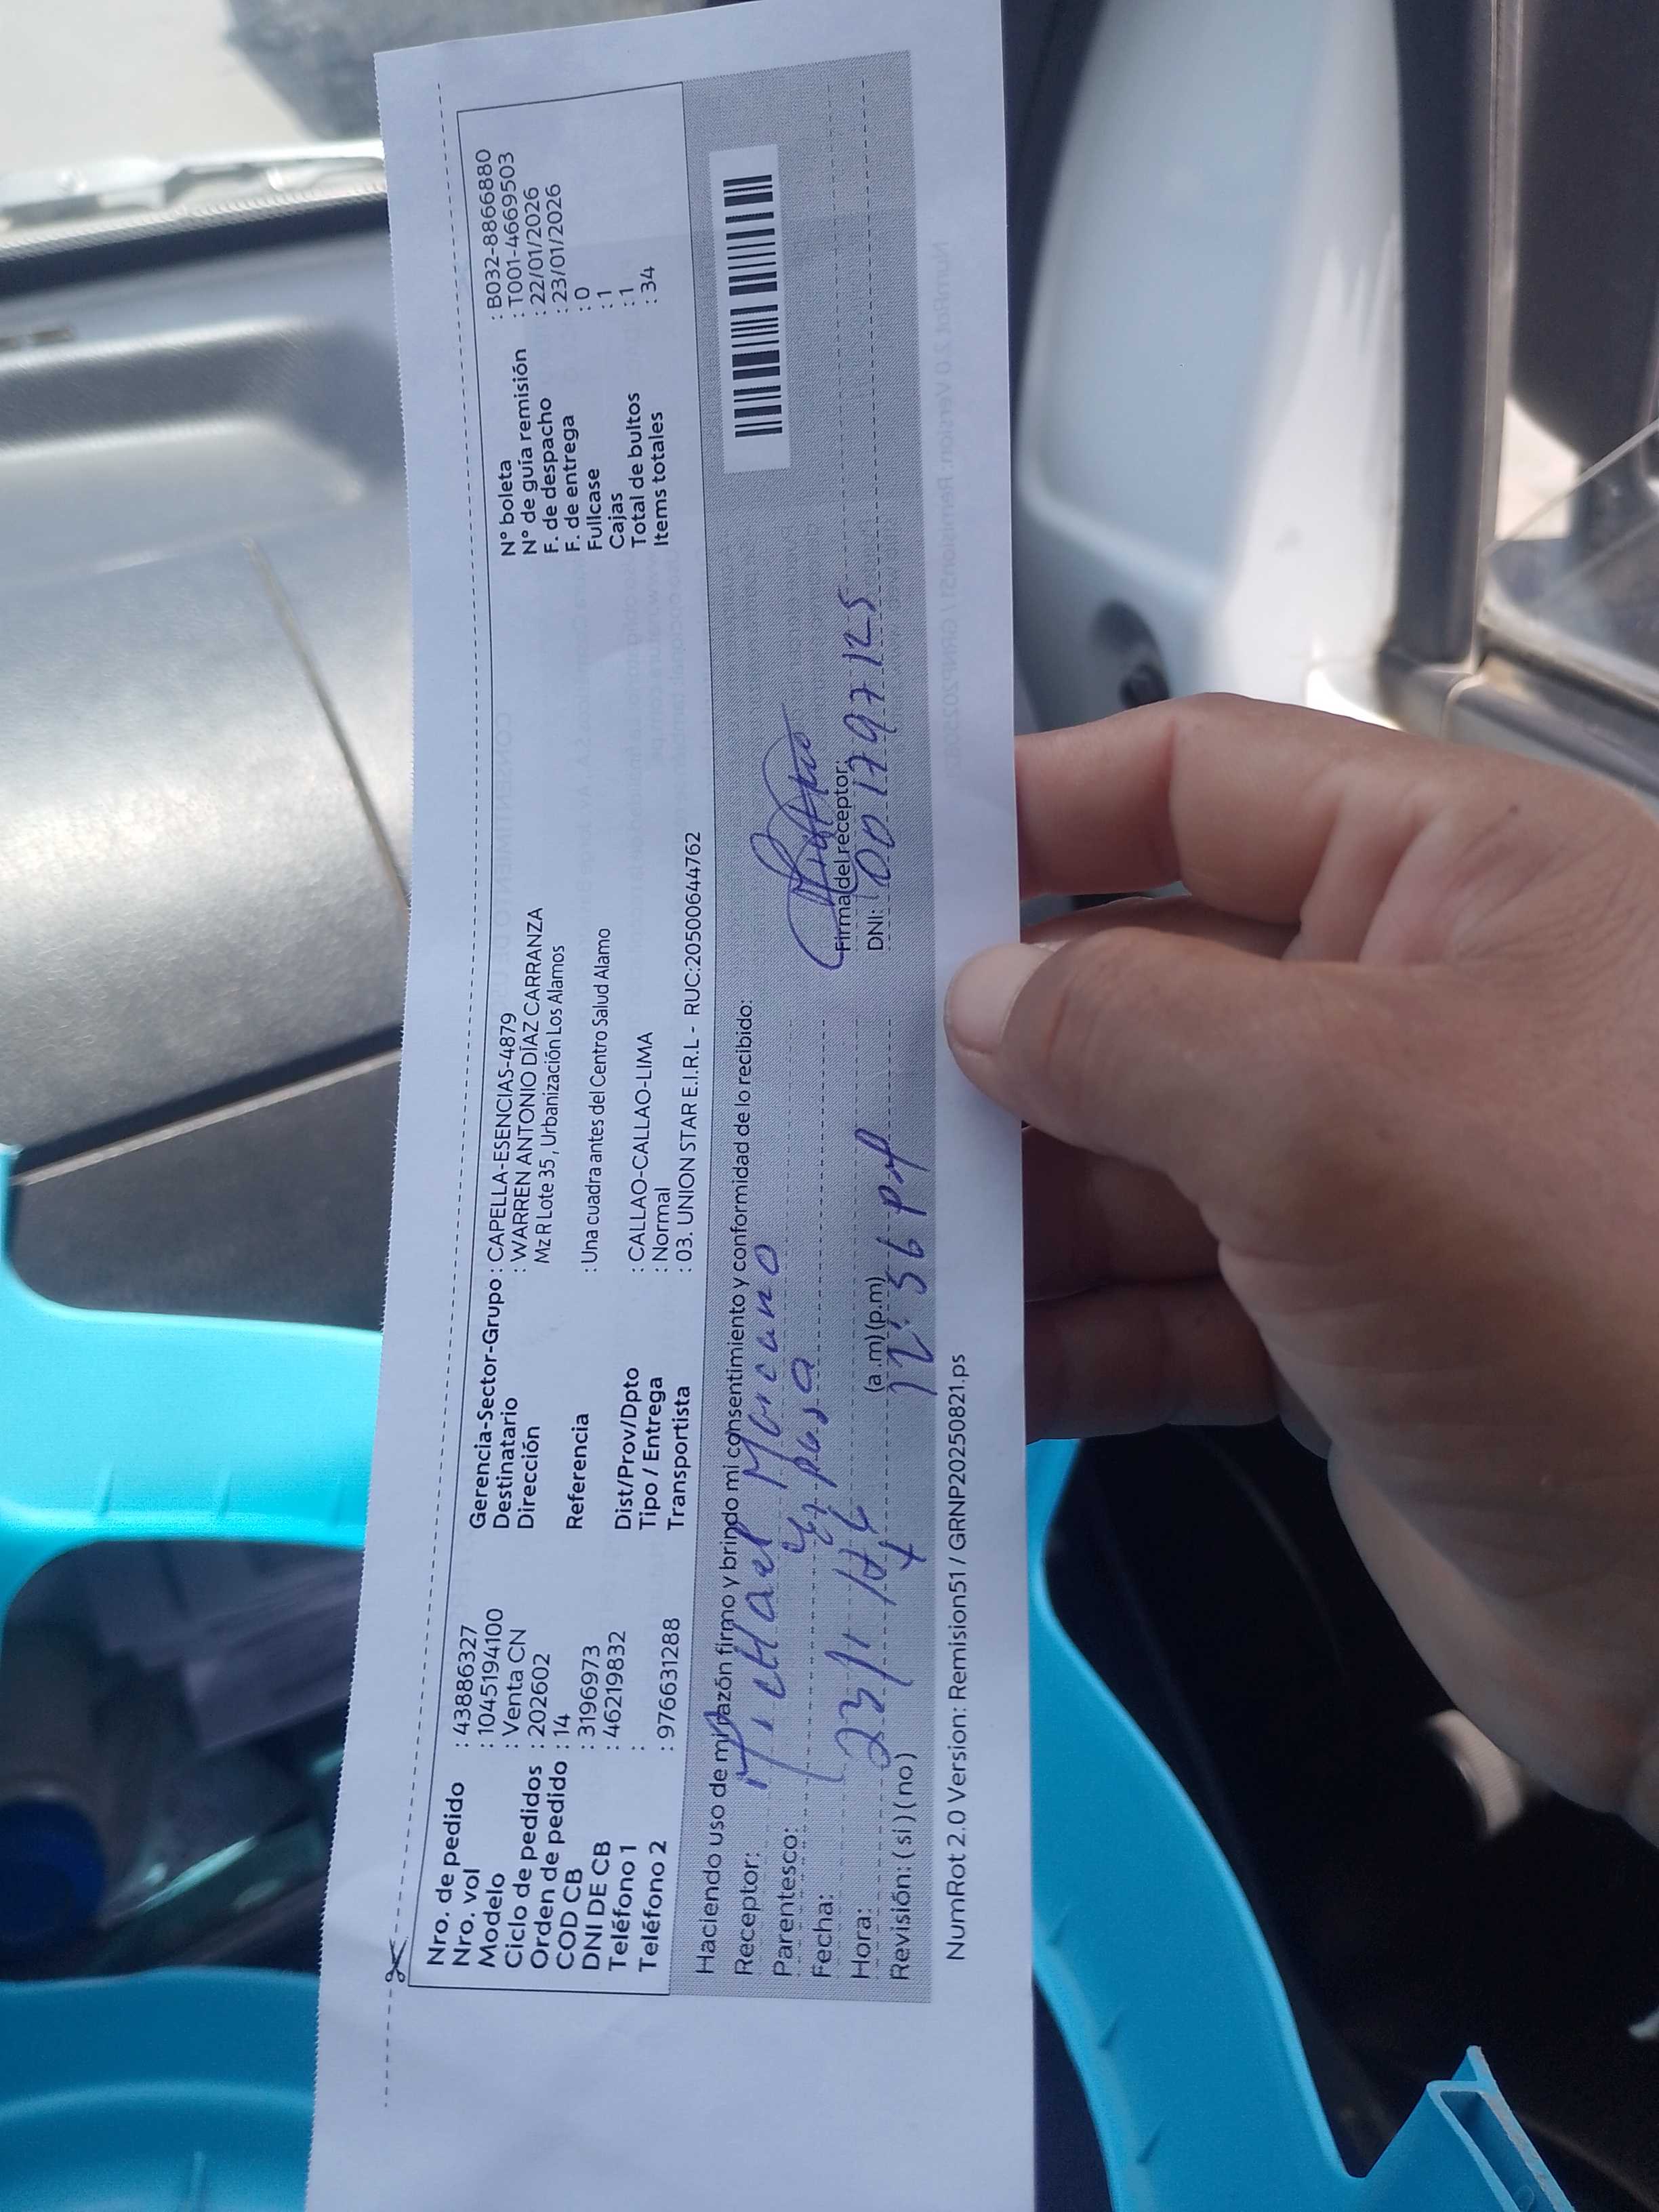 Nro. de pedido : 43886327
Nro. vol : 10451194100
Modelo : Venta CN
Ciclo de pedidos : 202602
Orden de pedido : 14
COD CB : 3196973
DNI DE CB : 46219832
Teléfono 1 :
Teléfono 2 : 976631288
Gerencia-Sector-Grupo : CAPELLA-ESENCIAS-4879
Destinatario : WARREN ANTONIO DÍAZ CARRANZA
Dirección Mz R Lote 35 , Urbanización Los Alamos
Referencia : Una cuadra antes del Centro Salud Alamo
Dist/Prov/Dpto : CALLAO-CALLAO-LIMA
Tipo / Entrega : Normal
Transportista : 03. UNION STAR E.I.R.L - RUC:20500644762
N° boleta : B032-8866880
N° de guía remisión : T001-4669503
F. de despacho : 22/01/2026
F. de entrega : 23/01/2026
Fullcase : 0
Cajas : 1
Total de bultos : 1
Items totales : 34
Haciendo uso de mi razón firmo y brindo mi consentimiento y conformidad de lo recibido:
Receptor:
Parentesco: Esposa
Fecha: 23/1
Hora: (a.m)(p.m) 12:56 PM
Revisión: ( si ) ( no )
Firma del receptor:
DNI: 001797125
NumRot 2.0 Version: Remision51 / GRNP20250821.ps